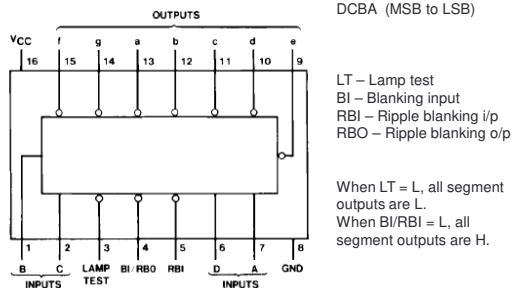 OUTPUTS
VCC f g a b c d e
16 15 14 13 12 11 10 9
1 2 3 4 5 6 7 8
B C LAMP TEST BI/RBO RBI D A GND
INPUTS INPUTS
DCBA (MSB to LSB)
LT – Lamp test
BI – Blanking input
RBI – Ripple blanking i/p
RBO – Ripple blanking o/p
When LT = L, all segment
outputs are L.
When BI/RBI = L, all
segment outputs are H.